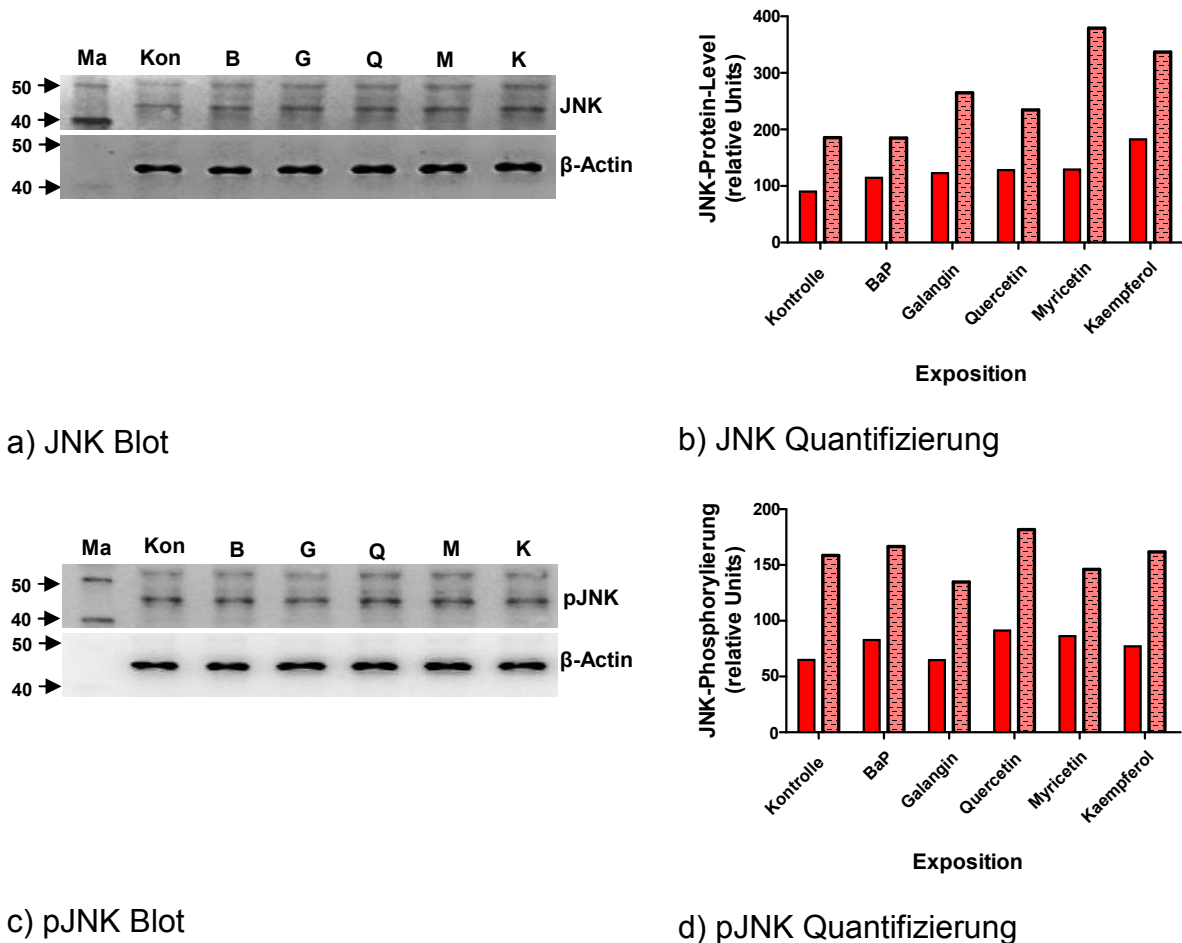 Ma Kon B G Q M K
50
40
JNK
50
40
β-Actin
a) JNK Blot
JNK-Protein-Level
(relative Units)
400
300
200
100
0
Kontrolle
BaP
Galangin
Quercetin
Myricetin
Kaempferol
Exposition
b) JNK Quantifizierung
Ma Kon B G Q M K
50
40
pJNK
50
40
β-Actin
c) pJNK Blot
JNK-Phosphorylierung
(relative Units)
200
150
100
50
0
Kontrolle
BaP
Galangin
Quercetin
Myricetin
Kaempferol
Exposition
d) pJNK Quantifizierung